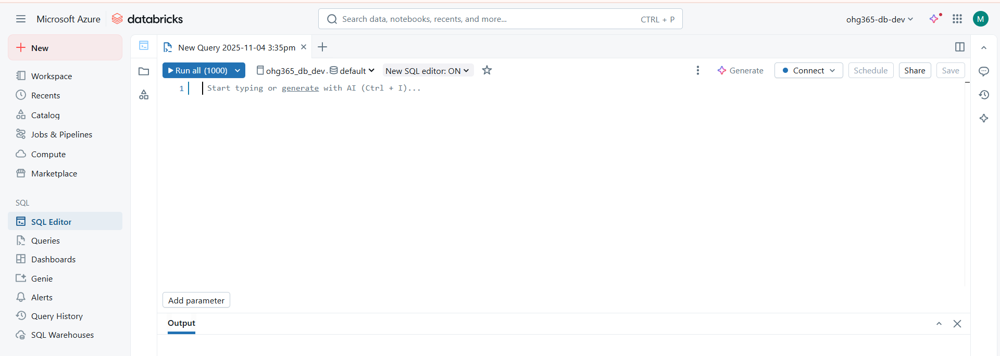 Microsoft Azure databricks Search data, notebooks, recents, and more... CTRL + P ohg365-db-dev M
New
Workspace
Recents
Catalog
Jobs & Pipelines
Compute
Marketplace
SQL
SQL Editor
Queries
Dashboards
Genie
Alerts
Query History
SQL Warehouses
New Query 2025-11-04 3:35pm
Run all (1000) ohg365_db_dev. default New SQL editor: ON Generate Connect Schedule Share Save
1 Start typing or generate with AI (Ctrl + I)...
Add parameter
Output